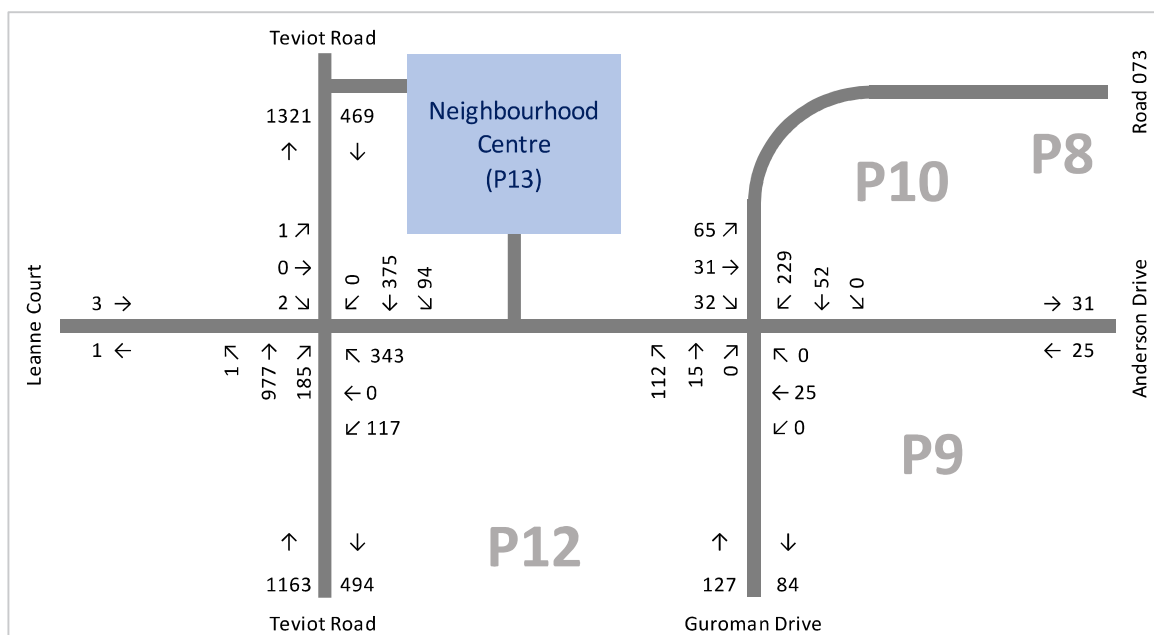 Teviot Road
Neighbourhood
Centre
(P13)
1321 ↑
469 ↓
Road 073
P8
P10
1 ↗
0 →
2 ↘
↖ 0
← 375
↙ 94
65 ↗
31 →
32 ↘
↖ 229
← 52
↙ 0
Leanne Court
3 →
1 ←
→ 31
← 25
Anderson Drive
1 ↖
977 ↑
185 ↗
↖ 343
← 0
↙ 117
112 ↖
15 ↑
0 ↗
↖ 0
← 25
↙ 0
P9
P12
↑ 1163
↓ 494
Teviot Road
↑ 127
↓ 84
Guroman Drive